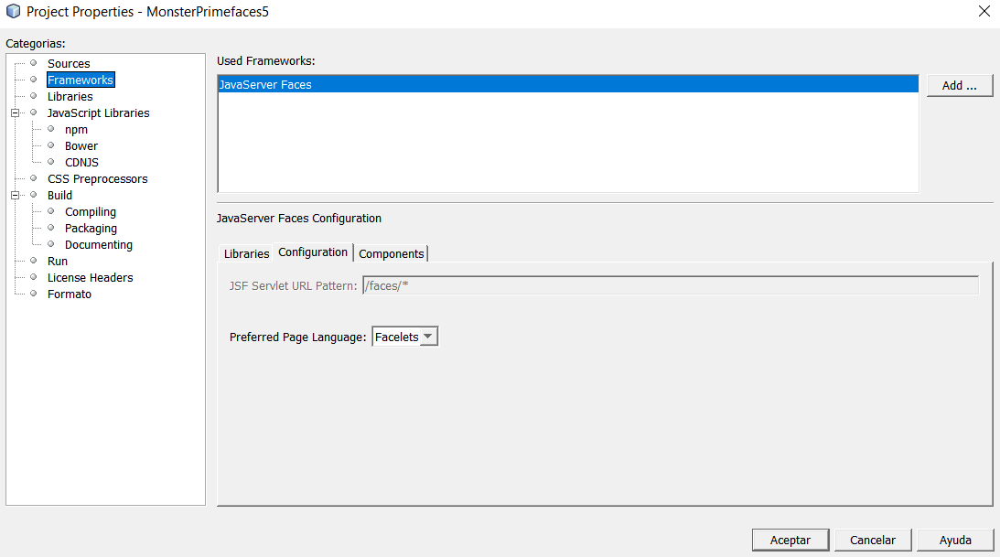 Project Properties - MonsterPrimefaces5
Categorias:
Sources
Frameworks
Libraries
JavaScript Libraries
npm
Bower
CDNJS
CSS Preprocessors
Build
Compiling
Packaging
Documenting
Run
License Headers
Formato
Used Frameworks:
JavaServer Faces
Add ...
JavaServer Faces Configuration
Libraries Configuration Components
JSF Servlet URL Pattern: /faces/*
Preferred Page Language: Facelets
Aceptar Cancelar Ayuda